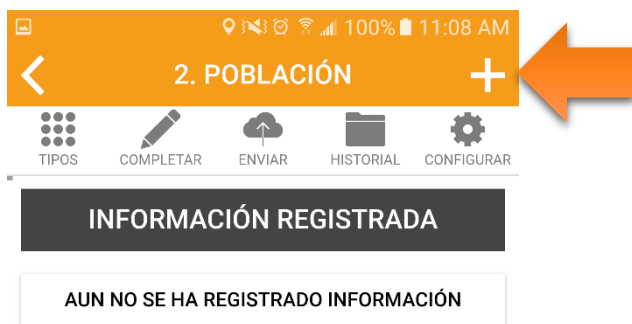 100% 11:08 AM
2. POBLACIÓN
TIPOS COMPLETAR ENVIAR HISTORIAL CONFIGURAR
INFORMACIÓN REGISTRADA
AUN NO SE HA REGISTRADO INFORMACIÓN